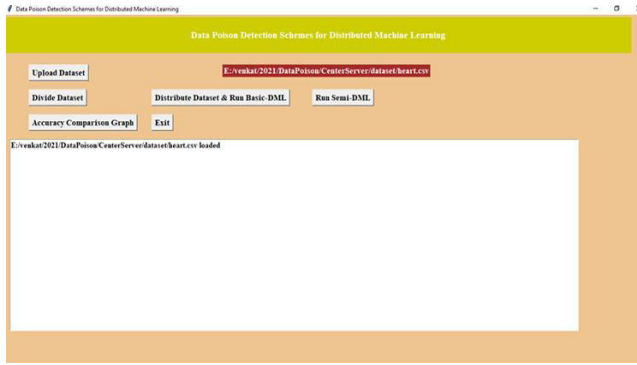 Data Poison Detection Schemes for Distributed Machine Learning
Data Poison Detection Schemes for Distributed Machine Learning
Upload Dataset
E:/venkat/2021/DataPoison/CenterServer/dataset/heart.csv
Divide Dataset
Distribute Dataset & Run Basic-DML
Run Semi-DML
Accuracy Comparison Graph
Exit
E:/venkat/2021/DataPoison/CenterServer/dataset/heart.csv loaded